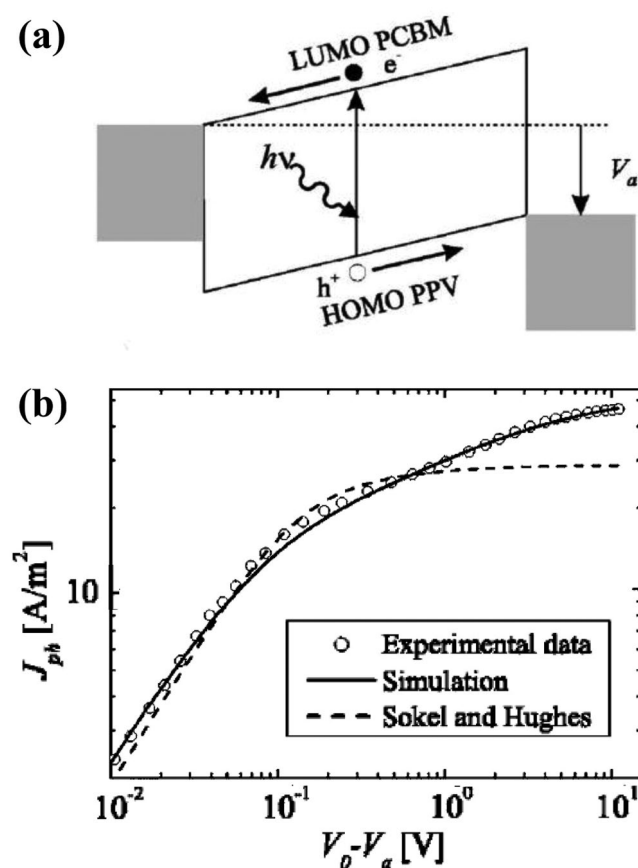 (a)
LUMO PCBM
e⁻
hν
V_a
h⁺
HOMO PPV
(b)
J_ph [A/m²]
10
Experimental data
Simulation
Sokel and Hughes
10⁻² 10⁻¹ 10⁰ 10¹
V₀-V_a [V]